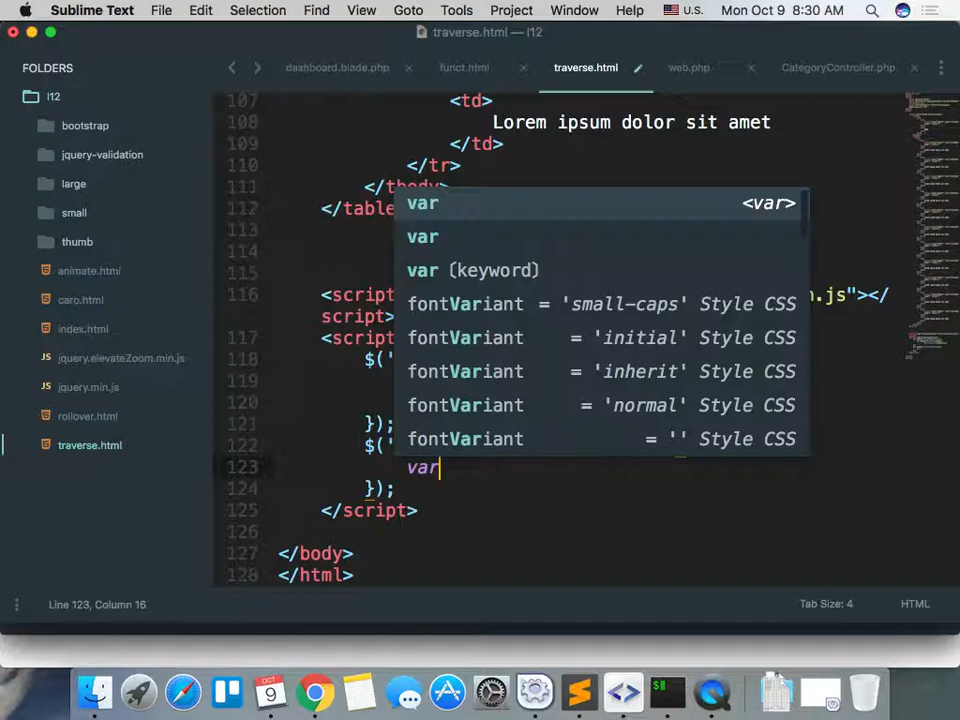 Sublime Text File Edit Selection Find View Goto Tools Project Window Help U.S. Mon Oct 9 8:30 AM
traverse.html — l12
FOLDERS
l12
bootstrap
jquery-validation
large
small
thumb
animate.html
caro.html
index.html
JS jquery.elevateZoom.min.js
JS jquery.min.js
rollover.html
traverse.html
dashboard.blade.php × funct.html × traverse.html web.php × CategoryController.php ×
107 <td>
108 Lorem ipsum dolor sit amet
109 </td>
110 </tr>
111 </tbody>
112 </table
113
114
115
116 <script n.js"></
script>
117 <script
118 $('
119
120
121 });
122 $('
123 var
124 });
125 </script>
126
127 </body>
128 </html>
var <var>
var
var (keyword)
fontVariant = 'small-caps' Style CSS
fontVariant = 'initial' Style CSS
fontVariant = 'inherit' Style CSS
fontVariant = 'normal' Style CSS
fontVariant = '' Style CSS
Line 123, Column 16 Tab Size: 4 HTML
OCT
9